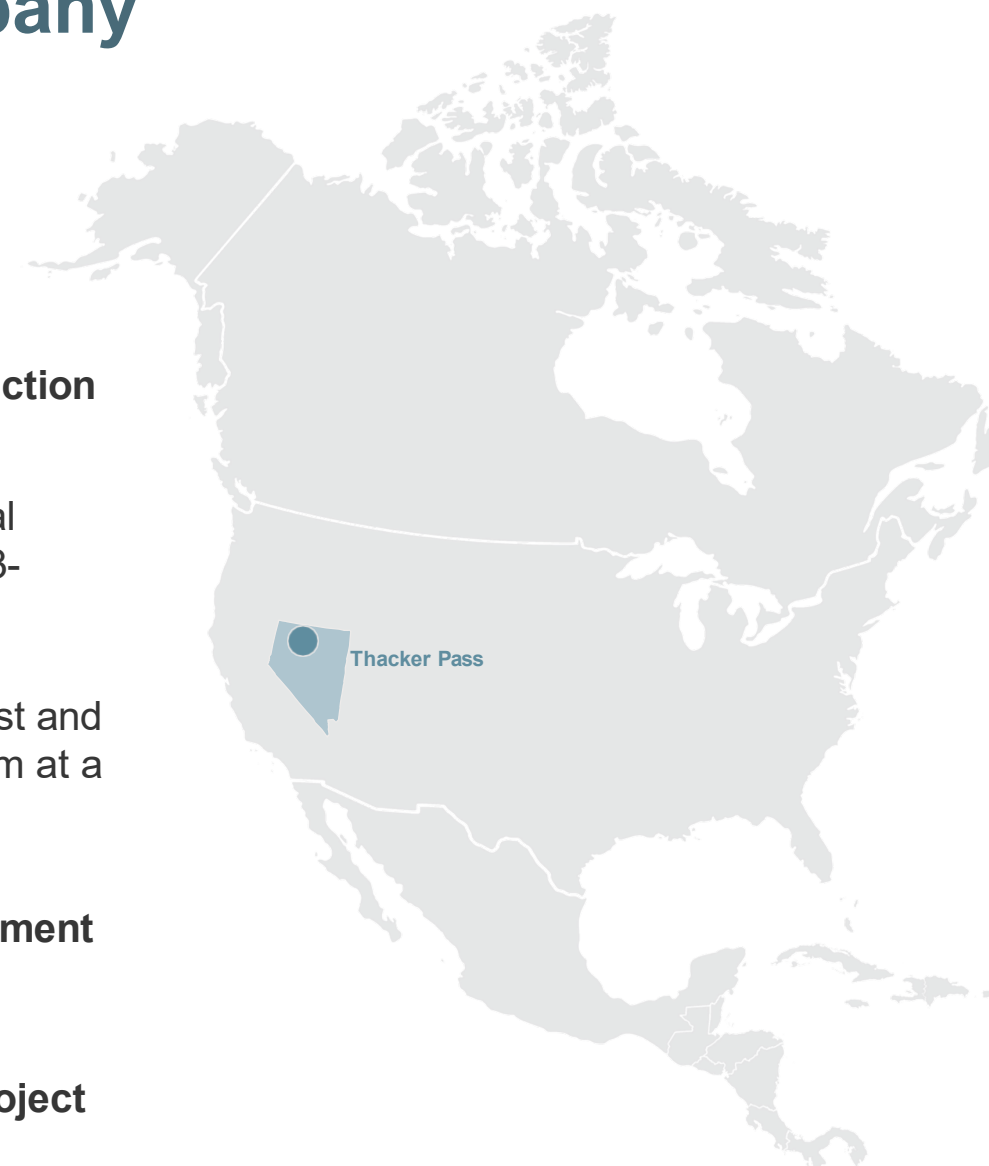 pany
ction
al
3-
st and
m at a
ment
oject
Thacker Pass